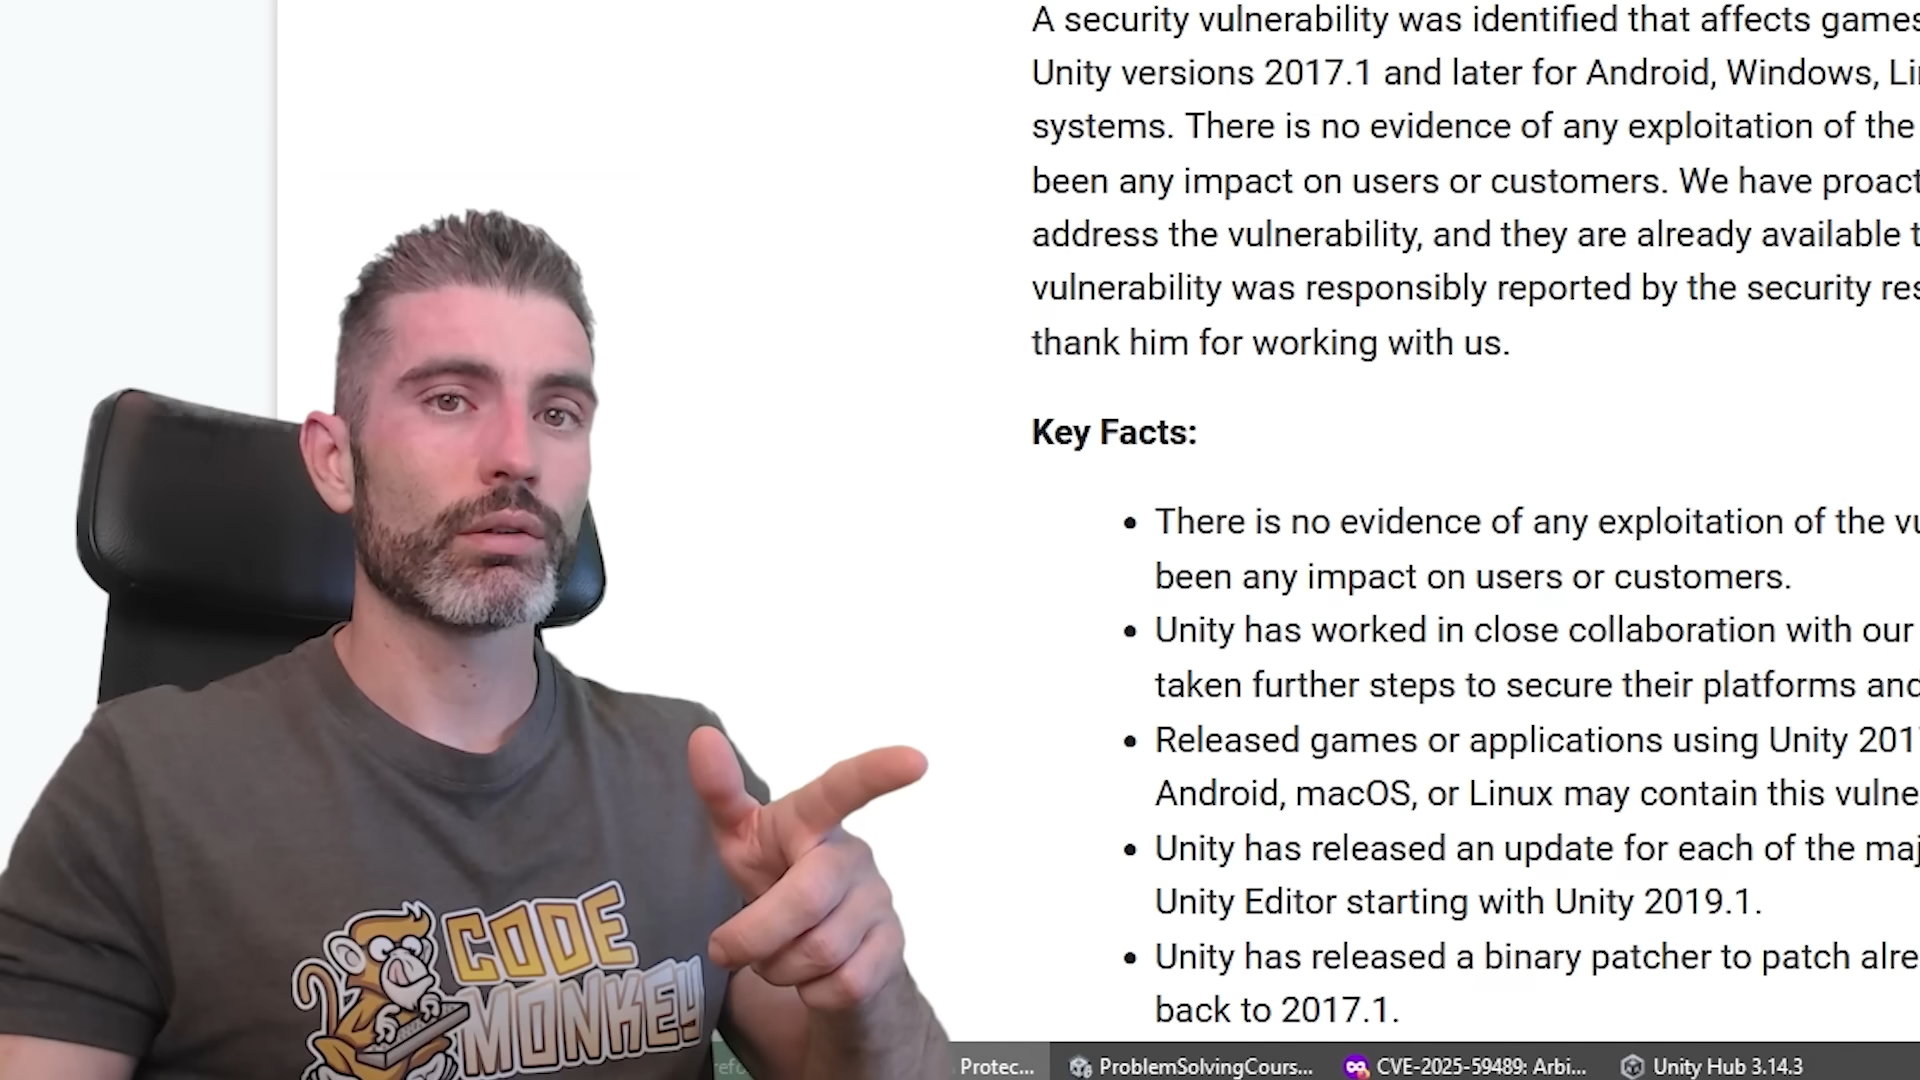 A security vulnerability was identified that affects games
Unity versions 2017.1 and later for Android, Windows, Li
systems. There is no evidence of any exploitation of the
been any impact on users or customers. We have proact
address the vulnerability, and they are already available t
vulnerability was responsibly reported by the security res
thank him for working with us.
Key Facts:
• There is no evidence of any exploitation of the vu
been any impact on users or customers.
• Unity has worked in close collaboration with our
taken further steps to secure their platforms and
• Released games or applications using Unity 201
Android, macOS, or Linux may contain this vulne
• Unity has released an update for each of the maj
Unity Editor starting with Unity 2019.1.
• Unity has released a binary patcher to patch alre
back to 2017.1.
CODE
MONKEY
Protec...
ProblemSolvingCours...
CVE-2025-59489: Arbi...
Unity Hub 3.14.3